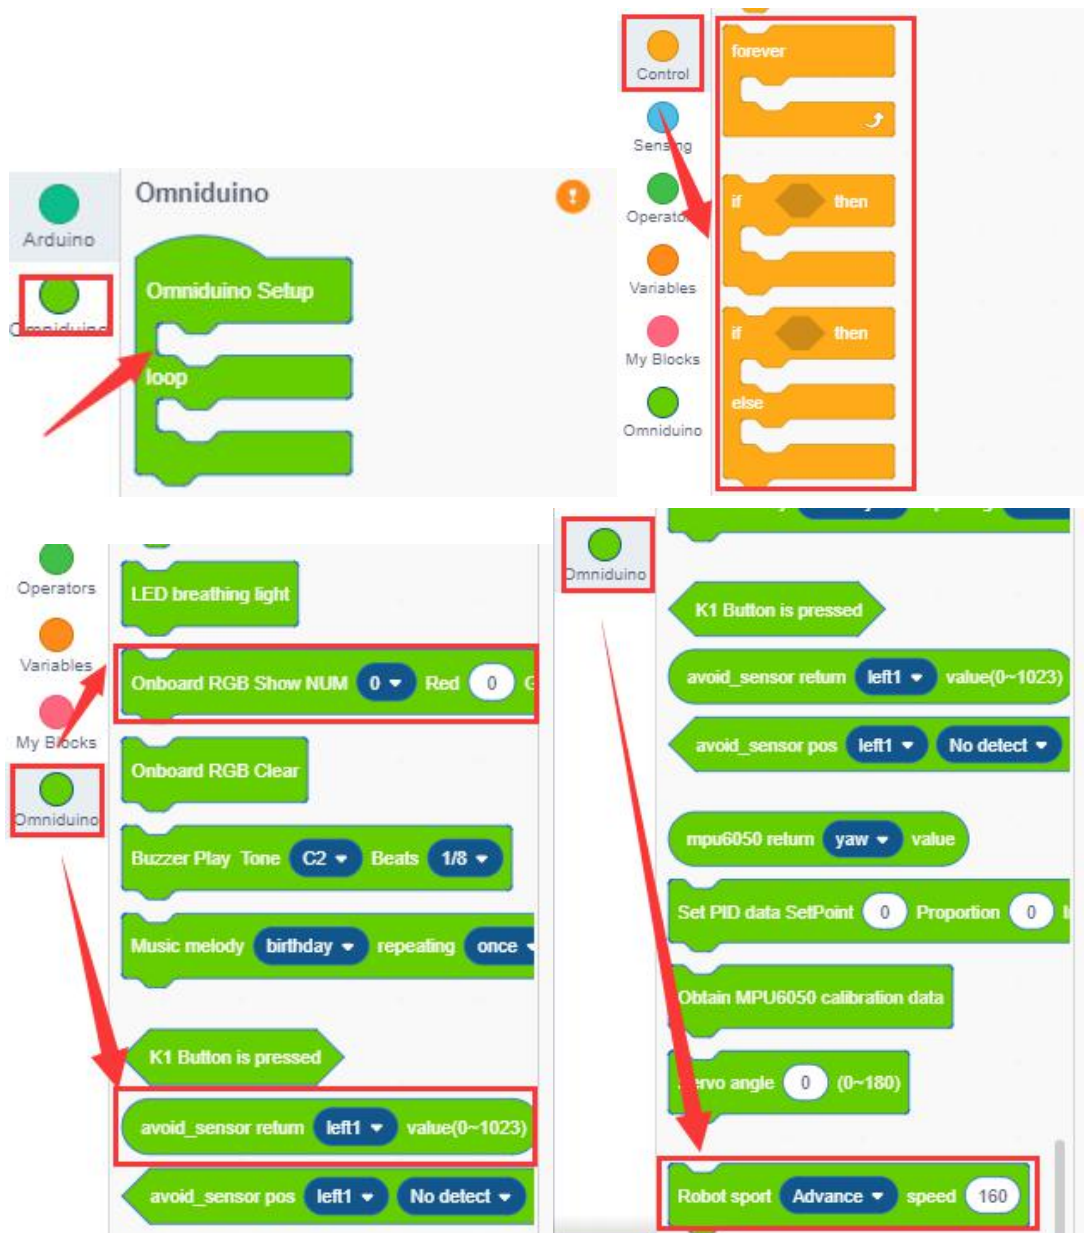 Omniduino
Arduino
Omniduino
Omniduino Setup
loop
Control
Sensing
Operators
Variables
My Blocks
Omniduino
forever
if then
if then
else
Operators
Variables
My Blocks
Omniduino
LED breathing light
Onboard RGB Show NUM 0 Red 0
Onboard RGB Clear
Buzzer Play Tone C2 Beats 1/8
Music melody birthday repeating once
K1 Button is pressed
avoid_sensor return left1 value(0~1023)
avoid_sensor pos left1 No detect
Omniduino
K1 Button is pressed
avoid_sensor return left1 value(0~1023)
avoid_sensor pos left1 No detect
mpu6050 return yaw value
Set PID data SetPoint 0 Proportion 0
Obtain MPU6050 calibration data
Servo angle 0 (0~180)
Robot sport Advance speed 160